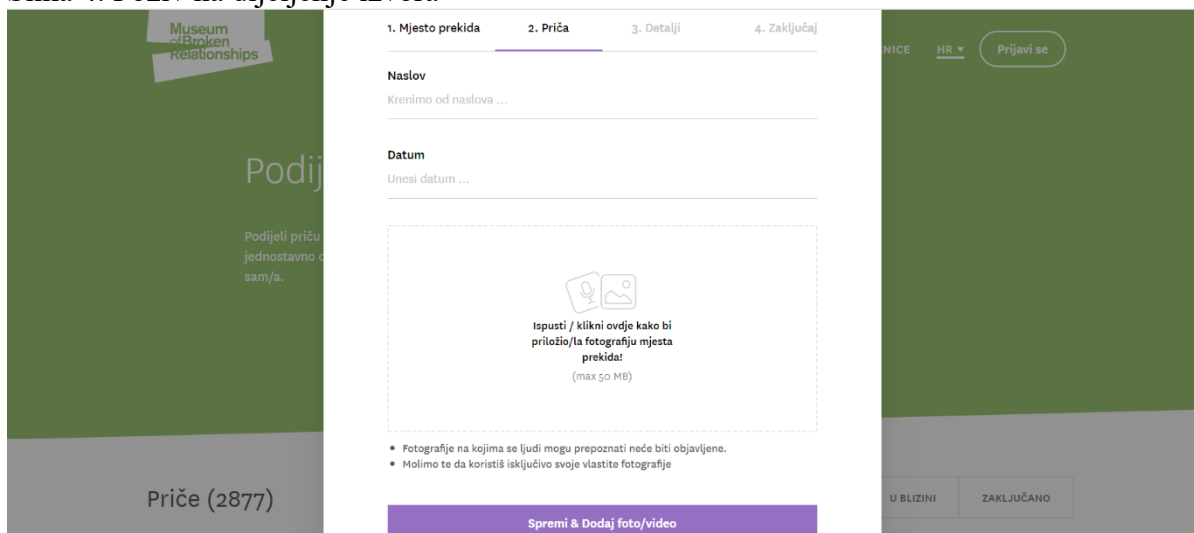 Museum
ofBroken
Relationships
1. Mjesto prekida
2. Priča
3. Detalji
4. Zaključaj
NICE
HR ▾
Prijavi se
Naslov
Krenimo od naslova ...
Datum
Unesi datum ...
Podij
Podijeli priču
jednostavno
sam/a.
Ispusti / klikni ovdje kako bi
priložio/la fotografiju mjesta
prekida!
(max 50 MB)
• Fotografije na kojima se ljudi mogu prepoznati neće biti objavljene.
• Molimo te da koristiš isključivo svoje vlastite fotografije
Priče (2877)
U BLIZINI
ZAKLJUČANO
Spremi & Dodaj foto/video